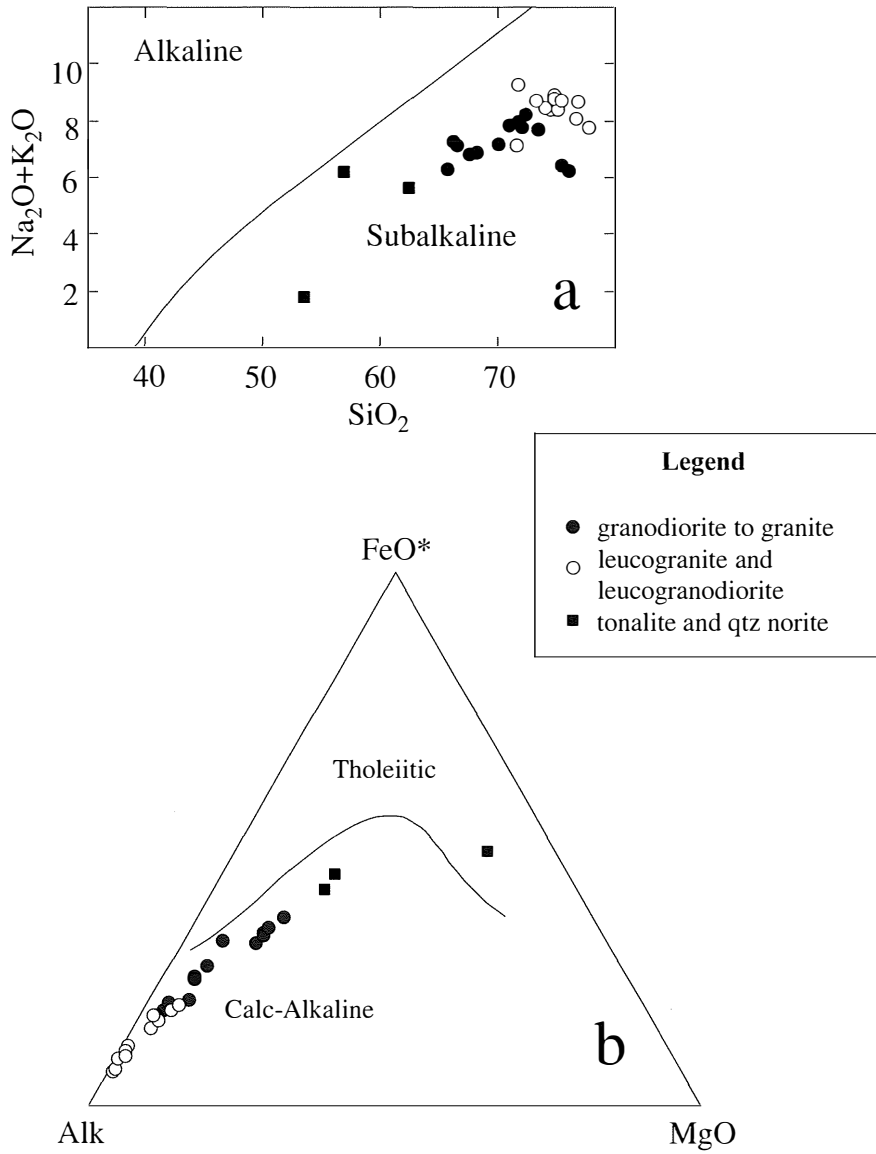 Alkaline
10
8
6
4
2
Na₂O+K₂O
Subalkaline
a
40 50 60 70
SiO₂
Legend
granodiorite to granite
leucogranite and
leucogranodiorite
tonalite and qtz norite
FeO*
Tholeiitic
Calc-Alkaline
b
Alk
MgO